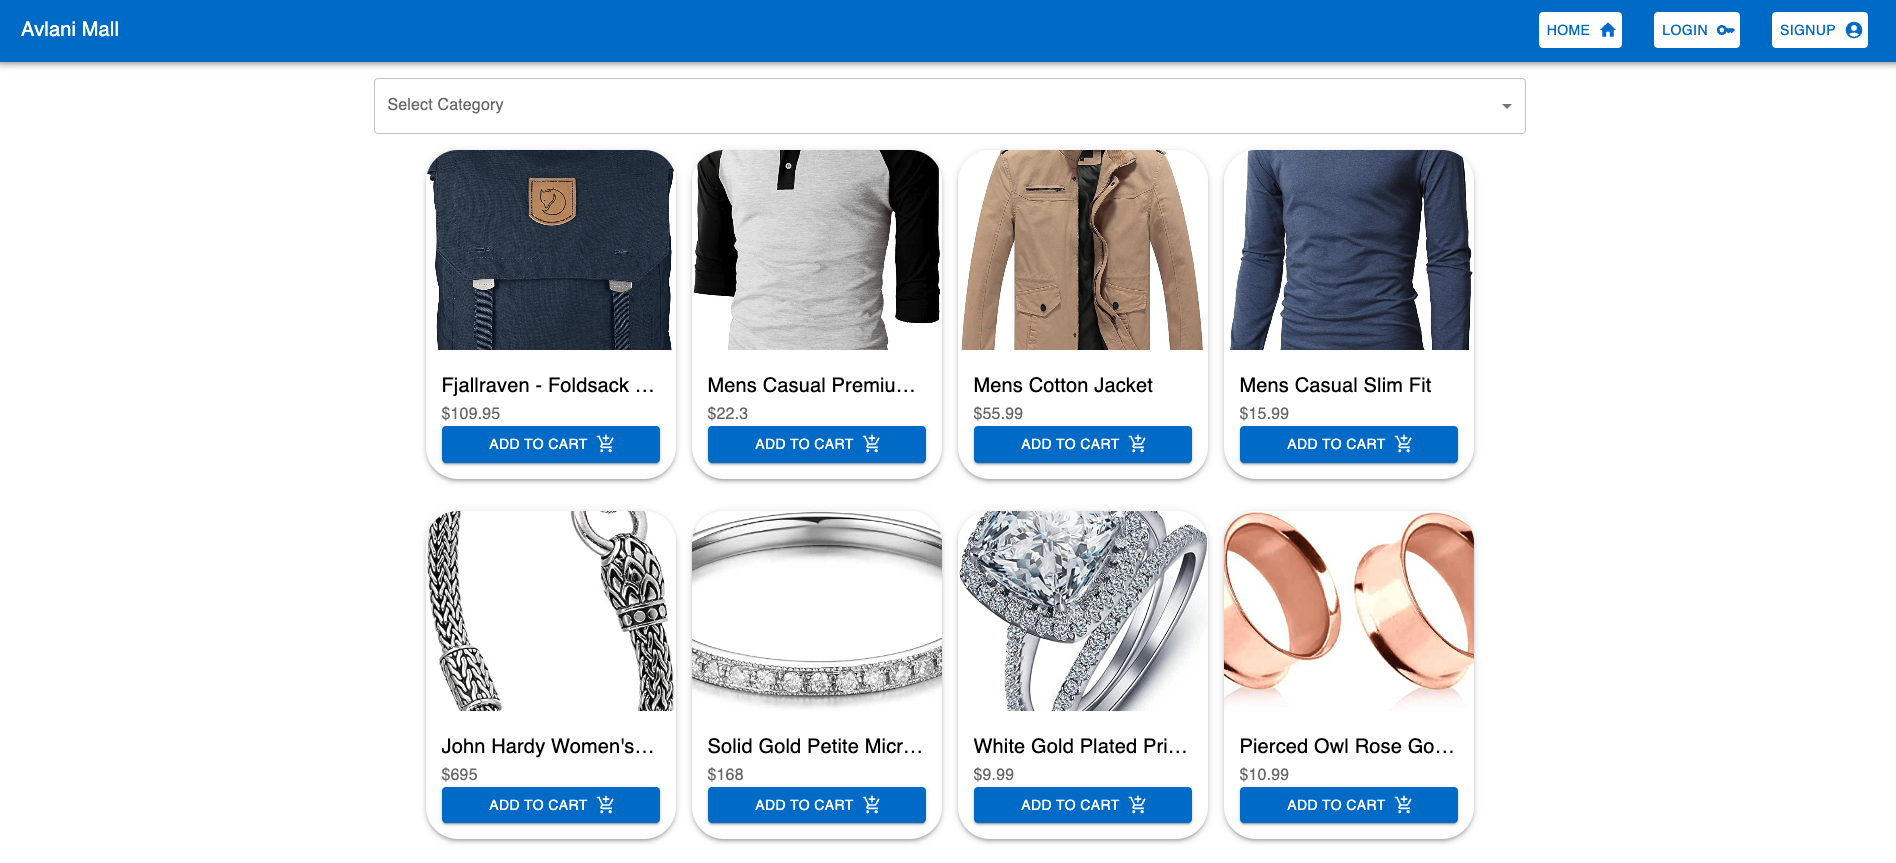 Avlani Mall
HOME
LOGIN
SIGNUP
Select Category
Fjallraven - Foldsack ...
$109.95
ADD TO CART
Mens Casual Premiu...
$22.3
ADD TO CART
Mens Cotton Jacket
$55.99
ADD TO CART
Mens Casual Slim Fit
$15.99
ADD TO CART
John Hardy Women's...
$695
ADD TO CART
Solid Gold Petite Micr...
$168
ADD TO CART
White Gold Plated Pri...
$9.99
ADD TO CART
Pierced Owl Rose Go...
$10.99
ADD TO CART